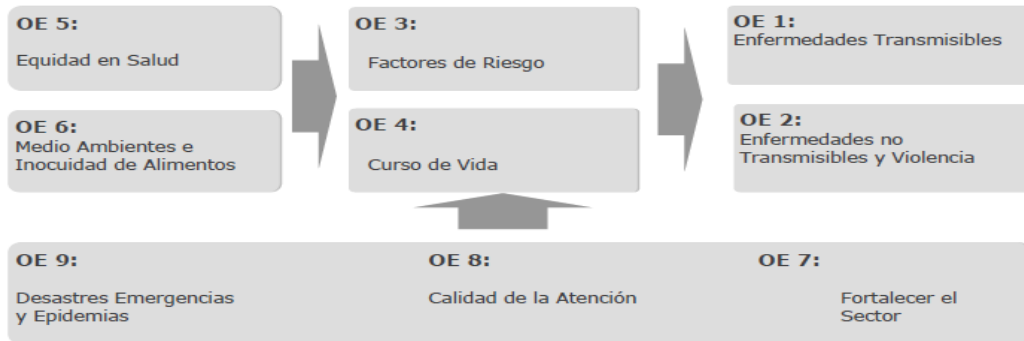 OE 5:
Equidad en Salud
OE 3:
Factores de Riesgo
OE 1:
Enfermedades Transmisibles
OE 6:
Medio Ambientes e
Inocuidad de Alimentos
OE 4:
Curso de Vida
OE 2:
Enfermedades no
Transmisibles y Violencia
OE 9:
Desastres Emergencias
y Epidemias
OE 8:
Calidad de la Atención
OE 7:
Fortalecer el
Sector